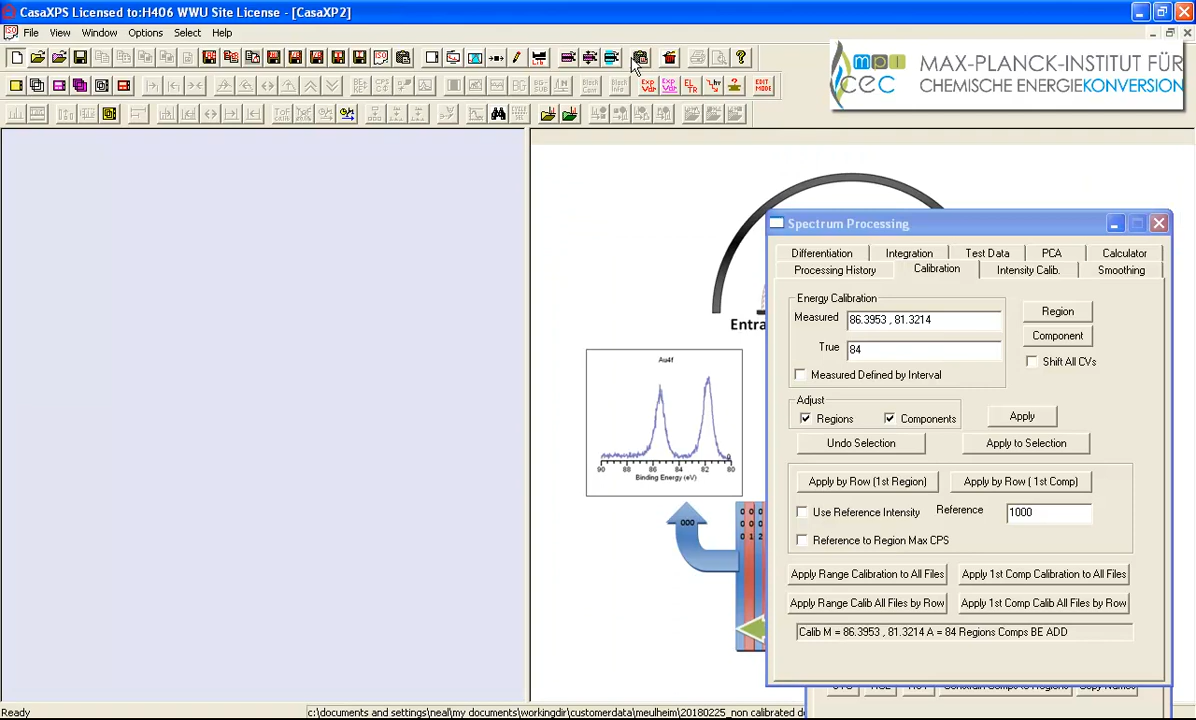 CasaXPS Licensed to:H406 WWU Site License - [CasaXP2]
File View Window Options Select Help
MAX-PLANCK-INSTITUT FÜR
CHEMISCHE ENERGIEKONVERSION
mpi
cec
Entra
Au4f
90 88 86 84 82 80
Binding Energy (eV)
000
Spectrum Processing
Differentiation Integration Test Data PCA Calculator
Processing History Calibration Intensity Calib. Smoothing
Energy Calibration
Measured 86.3953 , 81.3214
True 84
Measured Defined by Interval
Region
Component
Shift All CVs
Adjust
Regions Components
Apply
Undo Selection Apply to Selection
Apply by Row (1st Region) Apply by Row ( 1st Comp)
Use Reference Intensity Reference 1000
Reference to Region Max CPS
Apply Range Calibration to All Files Apply 1st Comp Calibration to All Files
Apply Range Calib All Files by Row Apply 1st Comp Calib All Files by Row
Calib M = 86.3953 , 81.3214 A = 84 Regions Comps BE ADD
Ready
c:\documents and settings\neal\my documents\workingdir\customerdata\meulheim\20180225_non calibrated d